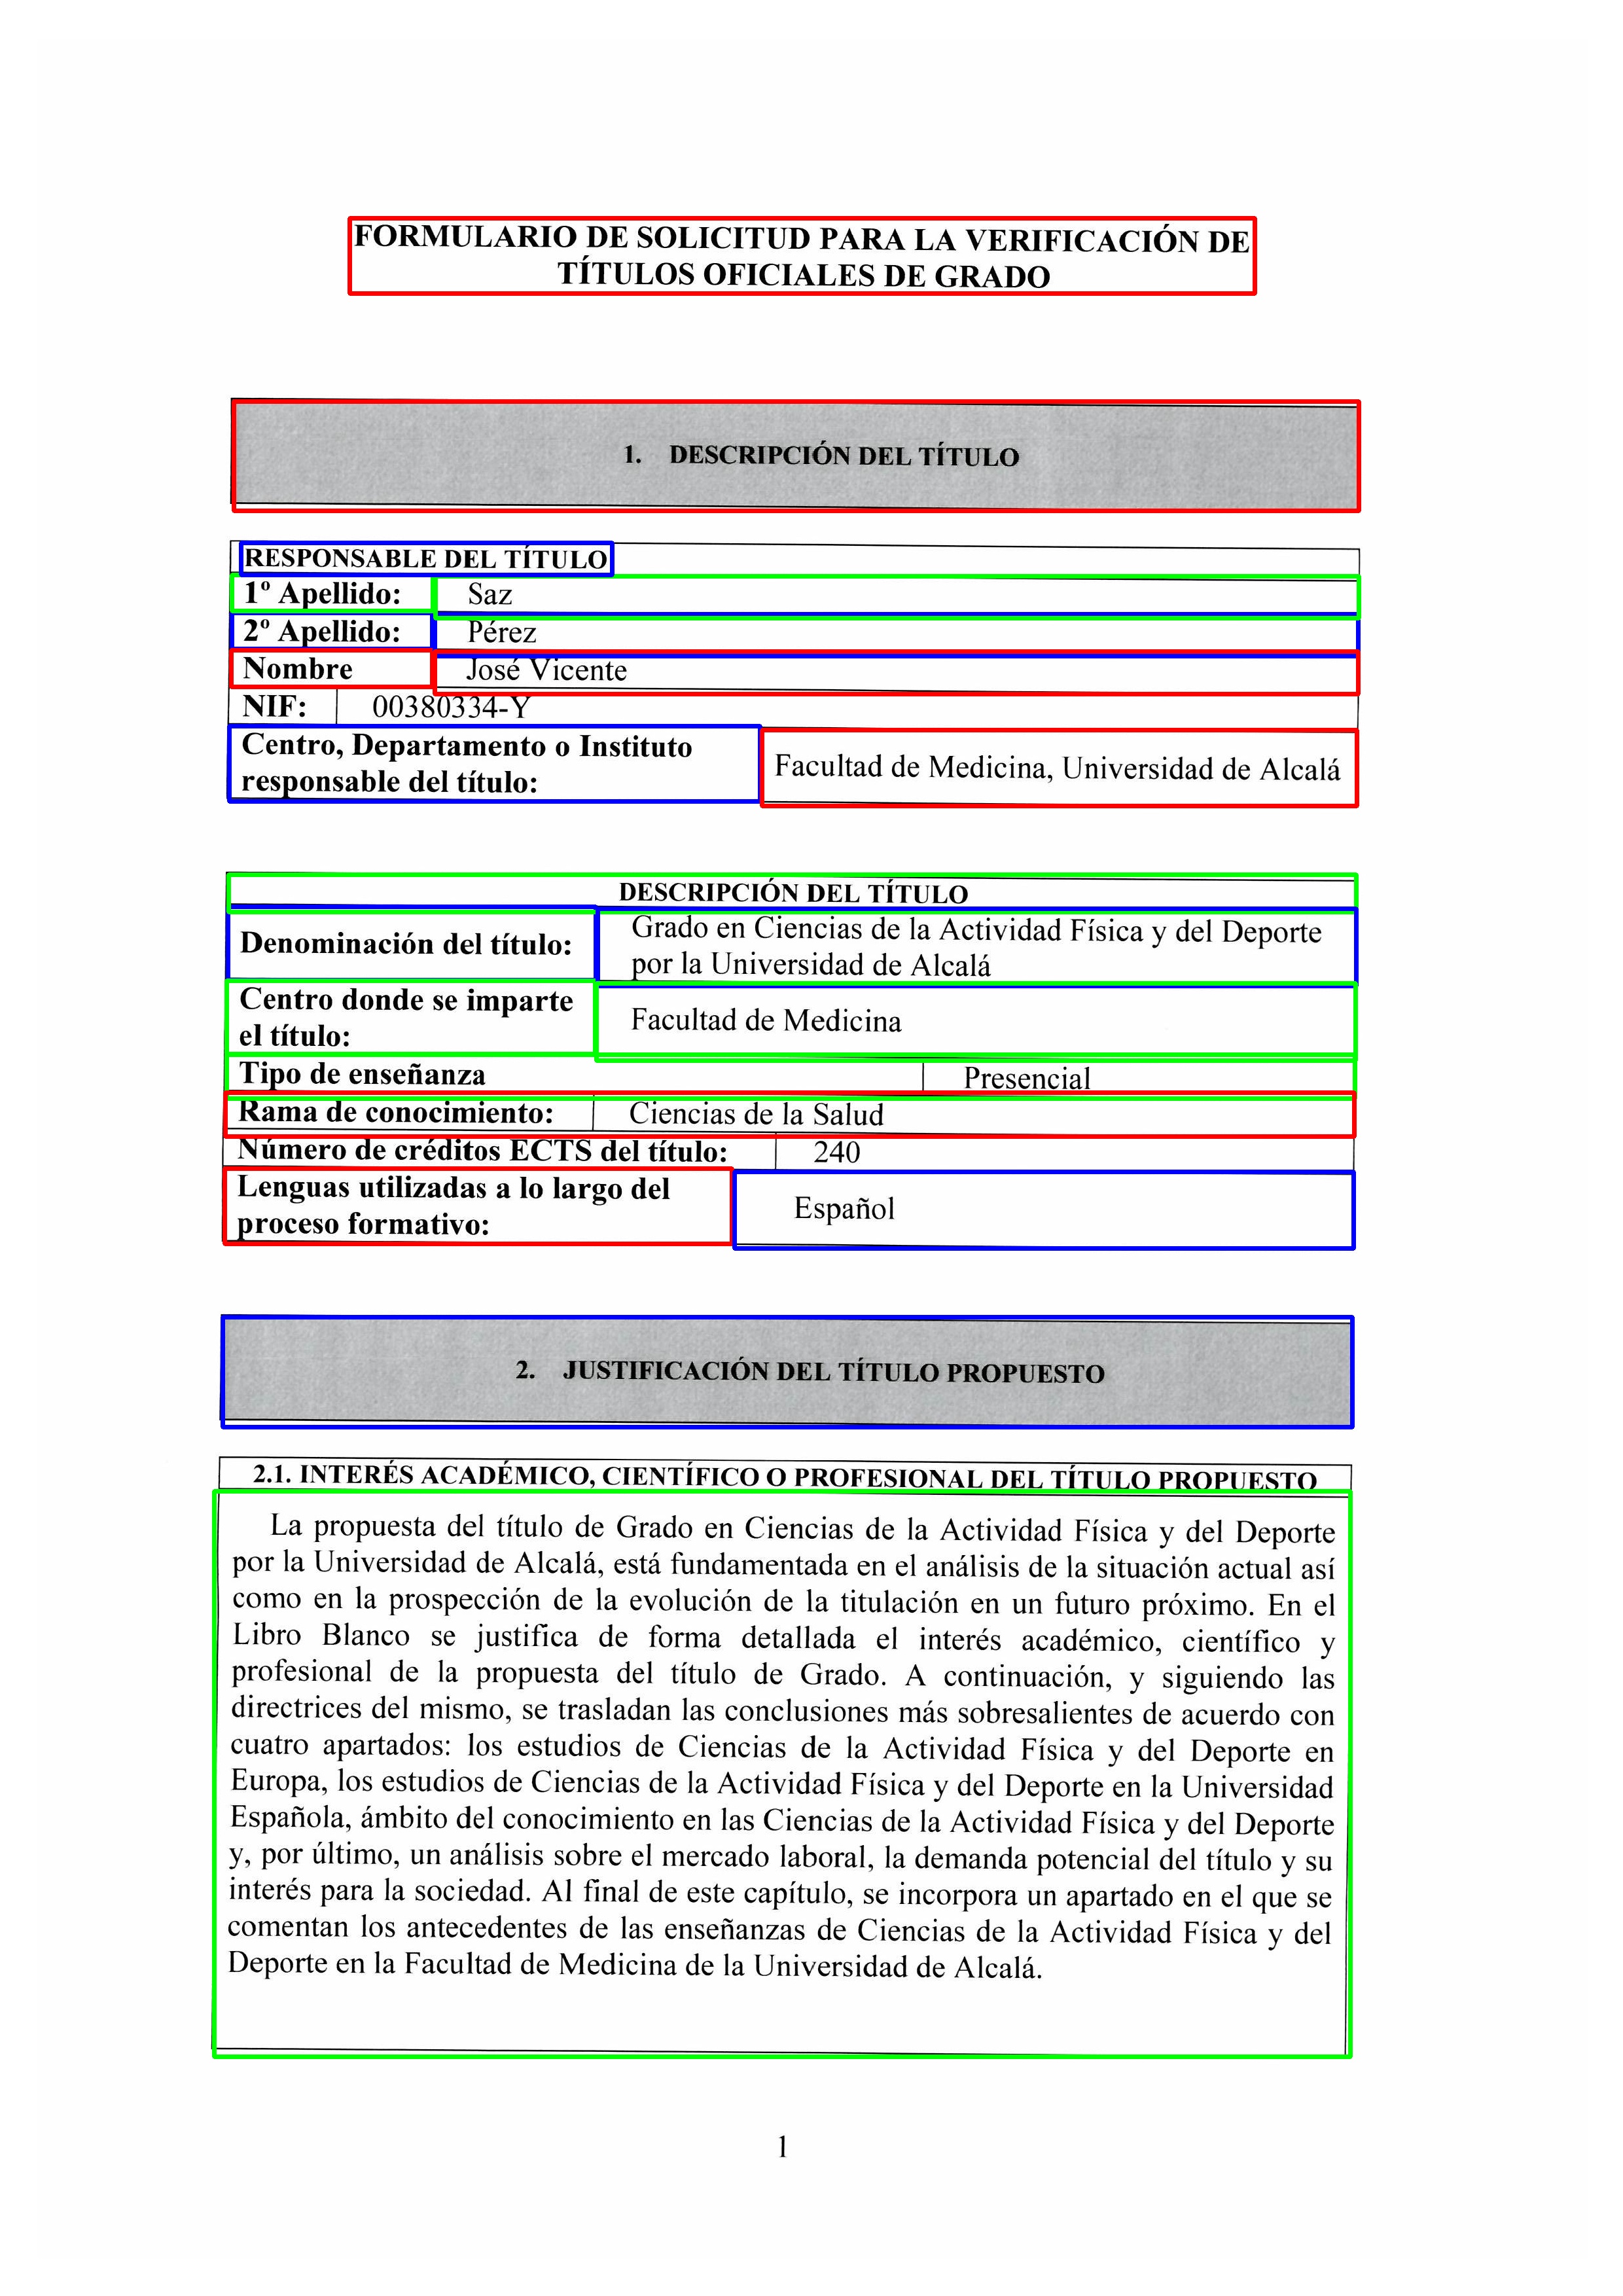 FORMULARIO DE SOLICITUD PARA LA VERIFICACIÓN DE
TÍTULOS OFICIALES DE GRADO
1. DESCRIPCIÓN DEL TÍTULO
RESPONSABLE DEL TÍTULO
1º Apellido: Saz
2º Apellido: Pérez
Nombre José Vicente
NIF: 00380334-Y
Centro, Departamento o Instituto
responsable del título:
Facultad de Medicina, Universidad de Alcalá
DESCRIPCIÓN DEL TÍTULO
Denominación del título:
Grado en Ciencias de la Actividad Física y del Deporte
por la Universidad de Alcalá
Centro donde se imparte
el título:
Facultad de Medicina
Tipo de enseñanza Presencial
Rama de conocimiento: Ciencias de la Salud
Número de créditos ECTS del título: 240
Lenguas utilizadas a lo largo del
proceso formativo:
Español
2. JUSTIFICACIÓN DEL TÍTULO PROPUESTO
2.1. INTERÉS ACADÉMICO, CIENTÍFICO O PROFESIONAL DEL TÍTULO PROPUESTO
La propuesta del título de Grado en Ciencias de la Actividad Física y del Deporte
por la Universidad de Alcalá, está fundamentada en el análisis de la situación actual así
como en la prospección de la evolución de la titulación en un futuro próximo. En el
Libro Blanco se justifica de forma detallada el interés académico, científico y
profesional de la propuesta del título de Grado. A continuación, y siguiendo las
directrices del mismo, se trasladan las conclusiones más sobresalientes de acuerdo con
cuatro apartados: los estudios de Ciencias de la Actividad Física y del Deporte en
Europa, los estudios de Ciencias de la Actividad Física y del Deporte en la Universidad
Española, ámbito del conocimiento en las Ciencias de la Actividad Física y del Deporte
y, por último, un análisis sobre el mercado laboral, la demanda potencial del título y su
interés para la sociedad. Al final de este capítulo, se incorpora un apartado en el que se
comentan los antecedentes de las enseñanzas de Ciencias de la Actividad Física y del
Deporte en la Facultad de Medicina de la Universidad de Alcalá.
1